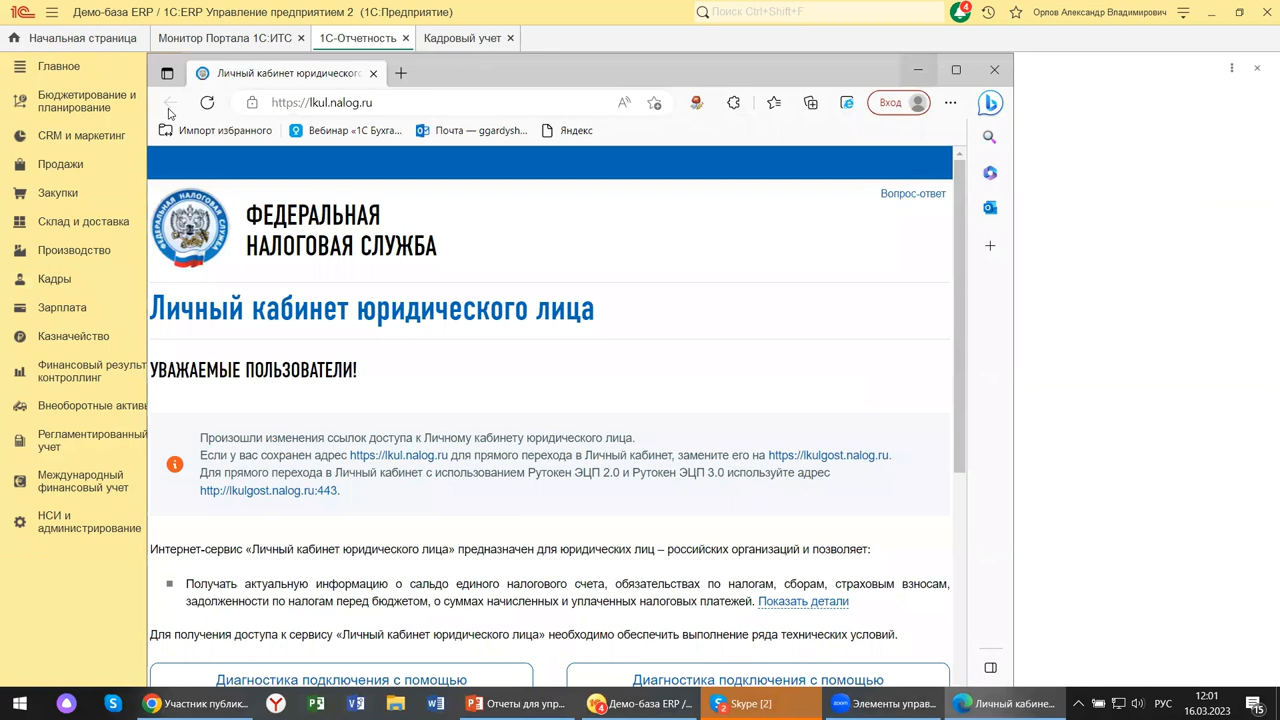 Демо-база ERP / 1С:ERP Управление предприятием 2 (1С:Предприятие)
Поиск Ctrl+Shift+F
4
Орлов Александр Владимирович
Начальная страница
Монитор Портала 1С:ИТС ×
1С-Отчетность ×
Кадровый учет ×
Главное
Бюджетирование и
планирование
CRM и маркетинг
Продажи
Закупки
Склад и доставка
Производство
Кадры
Зарплата
Казначейство
Финансовый результ
контроллинг
Внеоборотные активы
Регламентированный
учет
Международный
финансовый учет
НСИ и
администрирование
Личный кабинет юридическог
https://lkul.nalog.ru
Вход
Импорт избранного
Вебинар «1С Бухга...
Почта — ggardysh...
Яндекс
Вопрос-ответ
ФЕДЕРАЛЬНАЯ
НАЛОГОВАЯ СЛУЖБА
Личный кабинет юридического лица
УВАЖАЕМЫЕ ПОЛЬЗОВАТЕЛИ!
Произошли изменения ссылок доступа к Личному кабинету юридического лица.
Если у вас сохранен адрес https://lkul.nalog.ru для прямого перехода в Личный кабинет, замените его на https://lkulgost.nalog.ru.
Для прямого перехода в Личный кабинет с использованием Рутокен ЭЦП 2.0 и Рутокен ЭЦП 3.0 используйте адрес
http://lkulgost.nalog.ru:443.
Интернет-сервис «Личный кабинет юридического лица» предназначен для юридических лиц – российских организаций и позволяет:
Получать актуальную информацию о сальдо единого налогового счета, обязательствах по налогам, сборам, страховым взносам,
задолженности по налогам перед бюджетом, о суммах начисленных и уплаченных налоговых платежей. Показать детали
Для получения доступа к сервису «Личный кабинет юридического лица» необходимо обеспечить выполнение ряда технических условий.
Диагностика подключения с помощью
Диагностика подключения с помощью
Участник публик...
Отчеты для упр...
Демо-база ERP /...
Skype [2]
Элементы управ...
Личный кабине...
РУС
12:01
16.03.2023
15